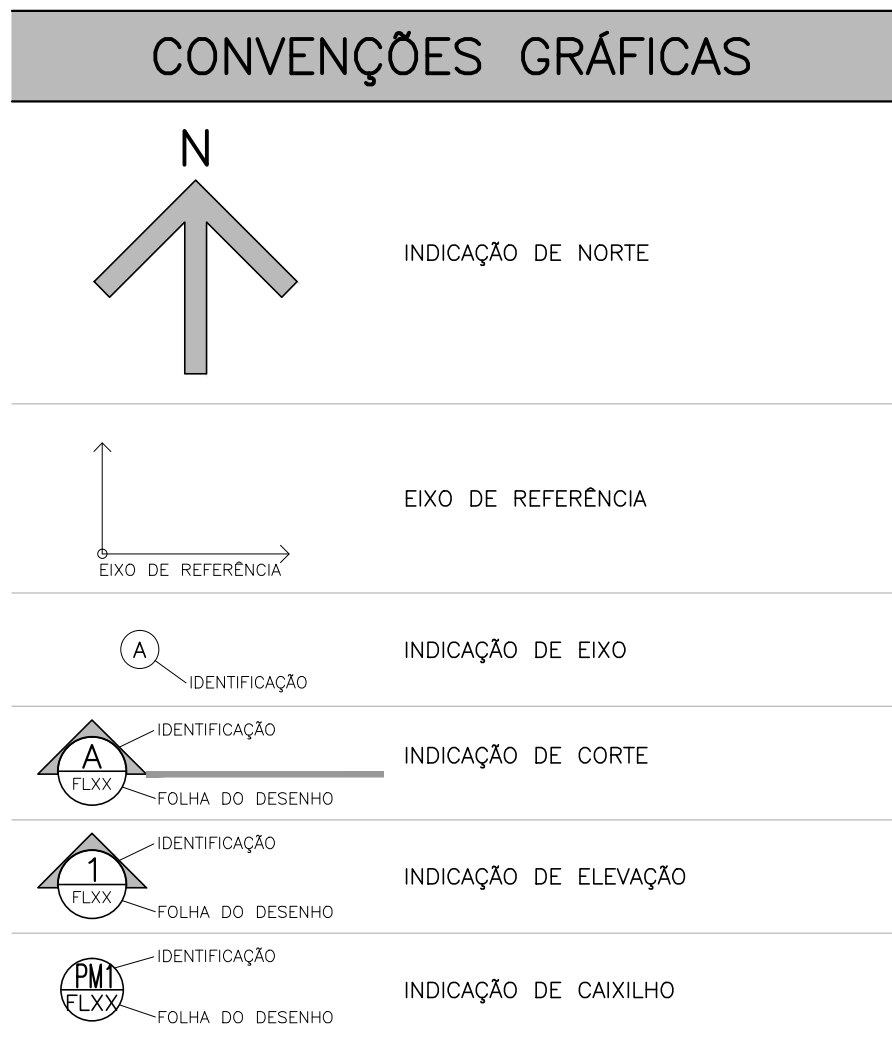 CONVENÇÕES GRÁFICAS
N
INDICAÇÃO DE NORTE
EIXO DE REFERÊNCIA
EIXO DE REFERÊNCIA
A
IDENTIFICAÇÃO
INDICAÇÃO DE EIXO
IDENTIFICAÇÃO
A
FLXX
FOLHA DO DESENHO
INDICAÇÃO DE CORTE
IDENTIFICAÇÃO
1
FLXX
FOLHA DO DESENHO
INDICAÇÃO DE ELEVAÇÃO
IDENTIFICAÇÃO
PM1
FLXX
FOLHA DO DESENHO
INDICAÇÃO DE CAIXILHO